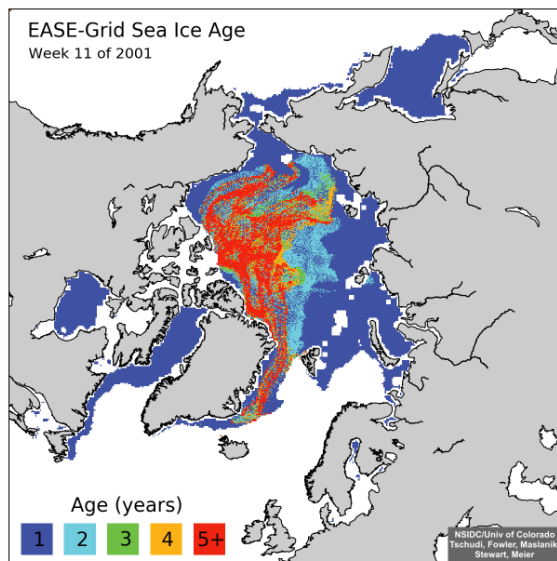 EASE-Grid Sea Ice Age
Week 11 of 2001
Age (years)
1 2 3 4 5+
NSIDC/Univ of Colorado
Tschudi, Fowler, Maslanik
Stewart, Meier